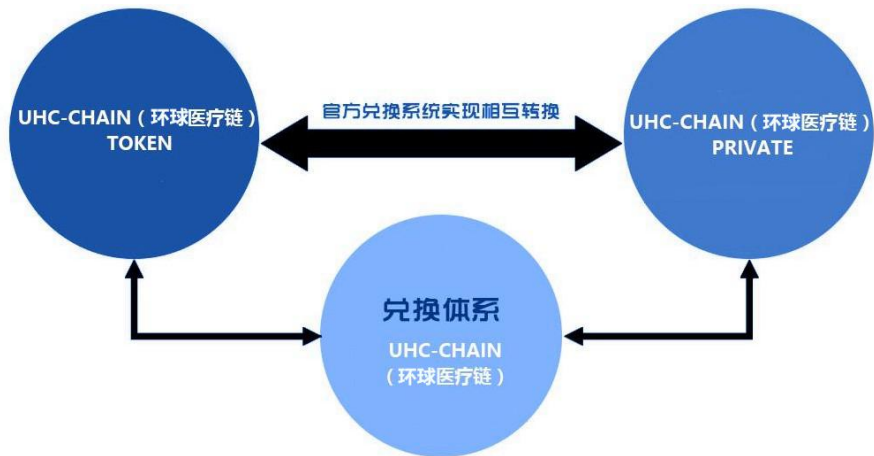 UHC-CHAIN（环球医疗链）
TOKEN
官方兑换系统实现相互转换
UHC-CHAIN（环球医疗链）
PRIVATE
兑换体系
UHC-CHAIN
（环球医疗链）